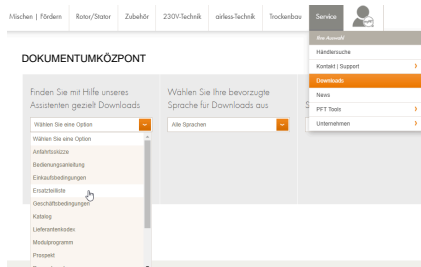 Mischen | Fördern Rotor/Stator Zubehör 230V-Technik airless-Technik Trockenbau Service
Ihre Auswahl
Händlersuche
Kontakt | Support
Downloads
News
PFT Tools
Unternehmen
DOKUMENTUMKÖZPONT
Finden Sie mit Hilfe unseres
Assistenten gezielt Downloads
Wählen Sie eine Option
Wählen Sie eine Option
Anfahrtsskizze
Bedienungsanleitung
Einkaufsbedingungen
Ersatzteilliste
Geschäftsbedingungen
Katalog
Lieferantenkodex
Modulprogramm
Prospekt
Wählen Sie Ihre bevorzugte
Sprache für Downloads aus
Alle Sprachen
S